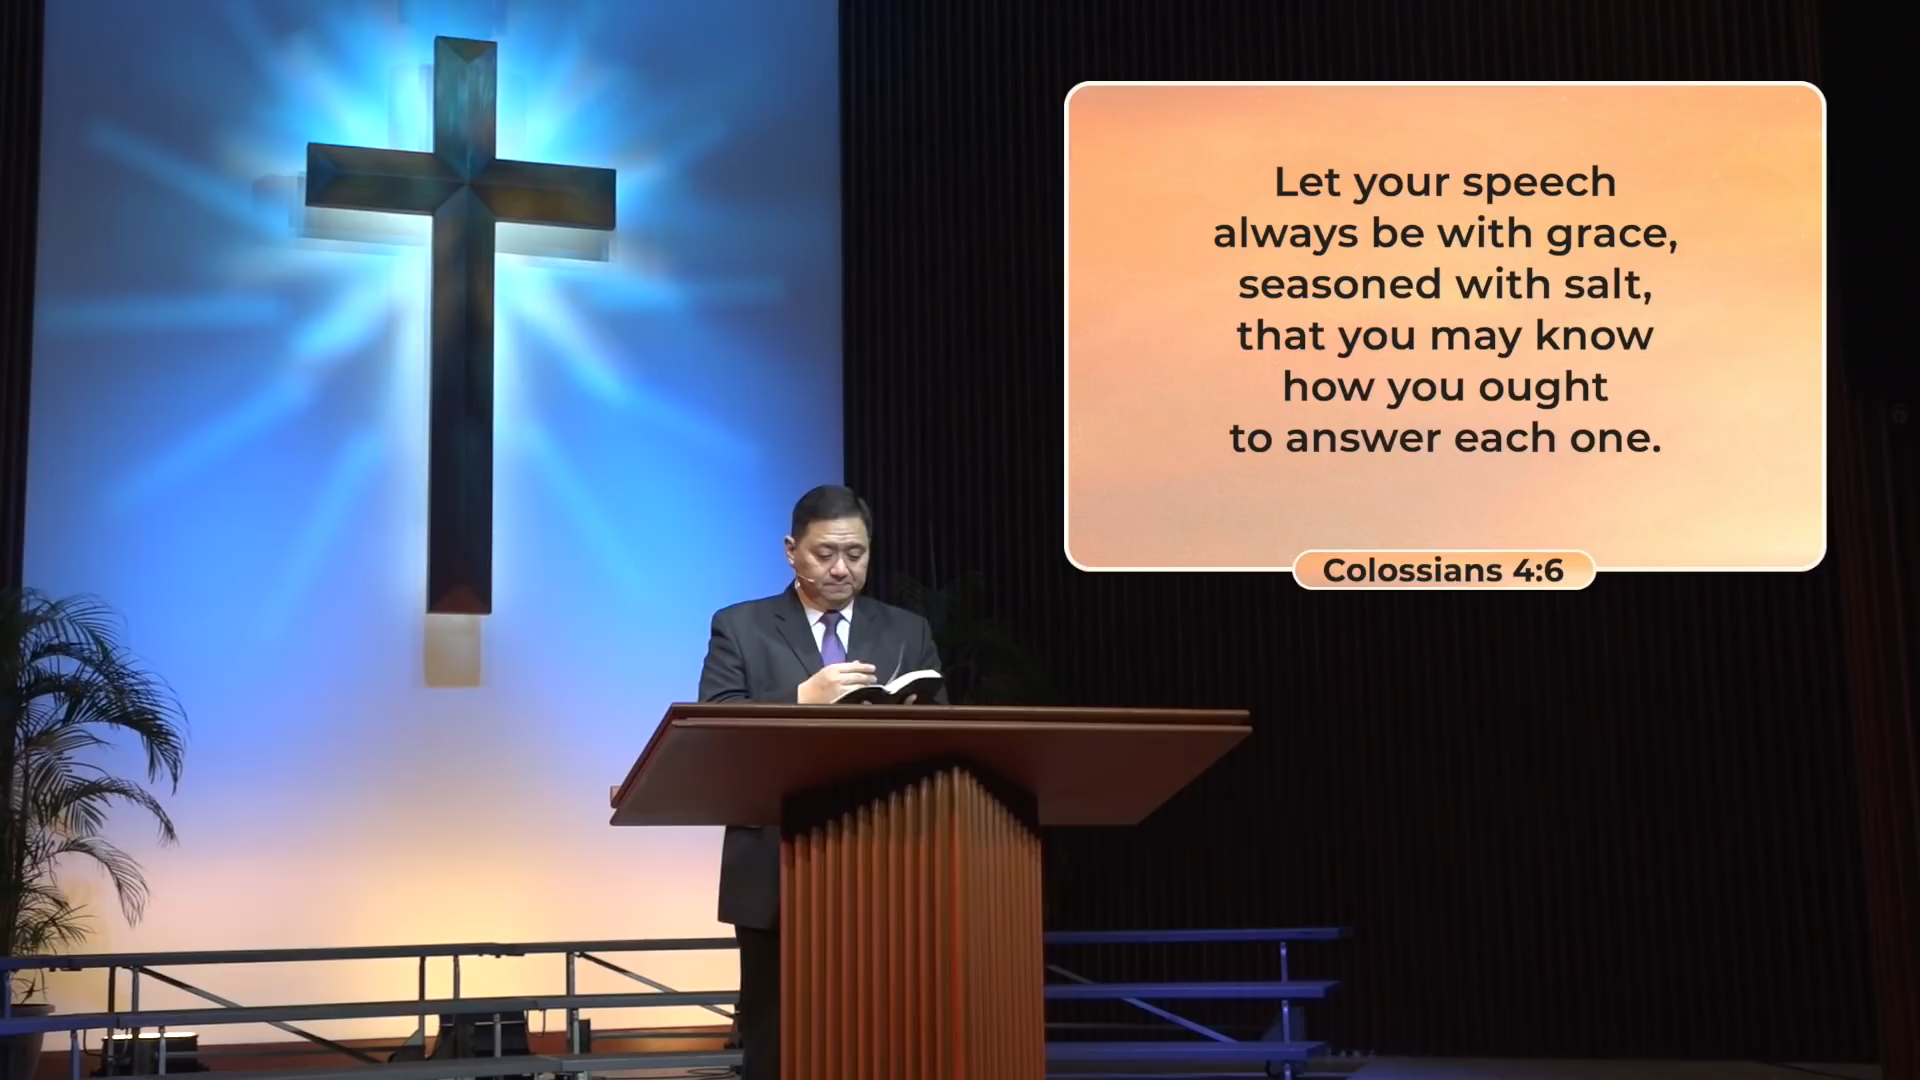 Let your speech
always be with grace,
seasoned with salt,
that you may know
how you ought
to answer each one.
Colossians 4:6